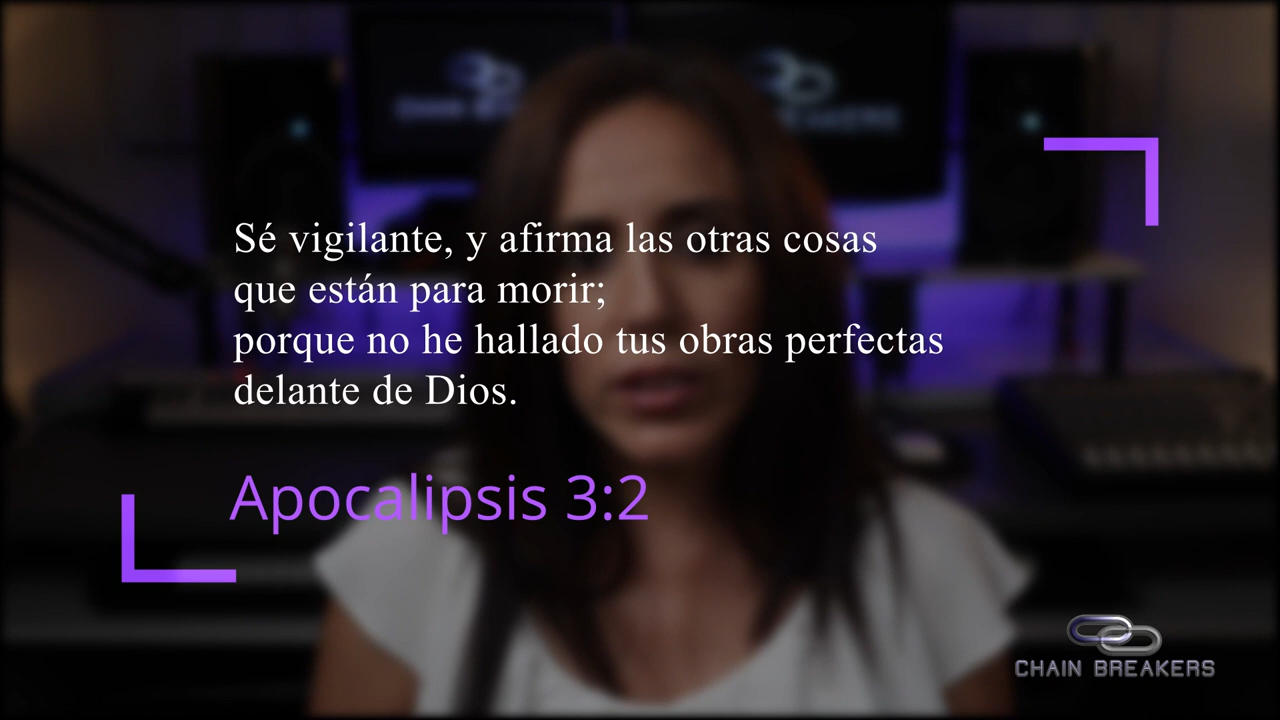 Sé vigilante, y afirma las otras cosas
que están para morir;
porque no he hallado tus obras perfectas
delante de Dios.
Apocalipsis 3:2
CHAIN BREAKERS